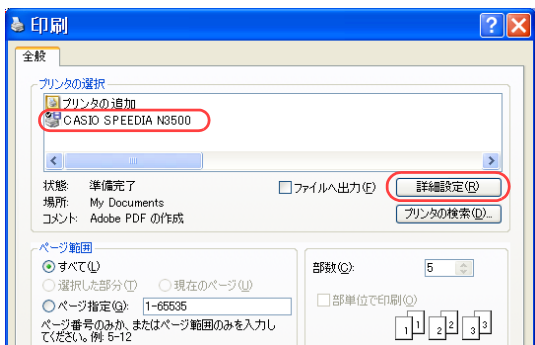 印刷
全般
プリンタの選択
プリンタの追加
CASIO SPEEDIA N3500
状態: 準備完了
場所: My Documents
コメント: Adobe PDF の作成
ファイルへ出力(F)
詳細設定(R)
プリンタの検索(D)...
ページ範囲
すべて(L)
選択した部分(T)
現在のページ(U)
ページ指定(G): 1-65535
ページ番号のみか、またはページ範囲のみを入力し
てください。例: 5-12
部数(C): 5
部単位で印刷(O)
1 1 2 2 3 3